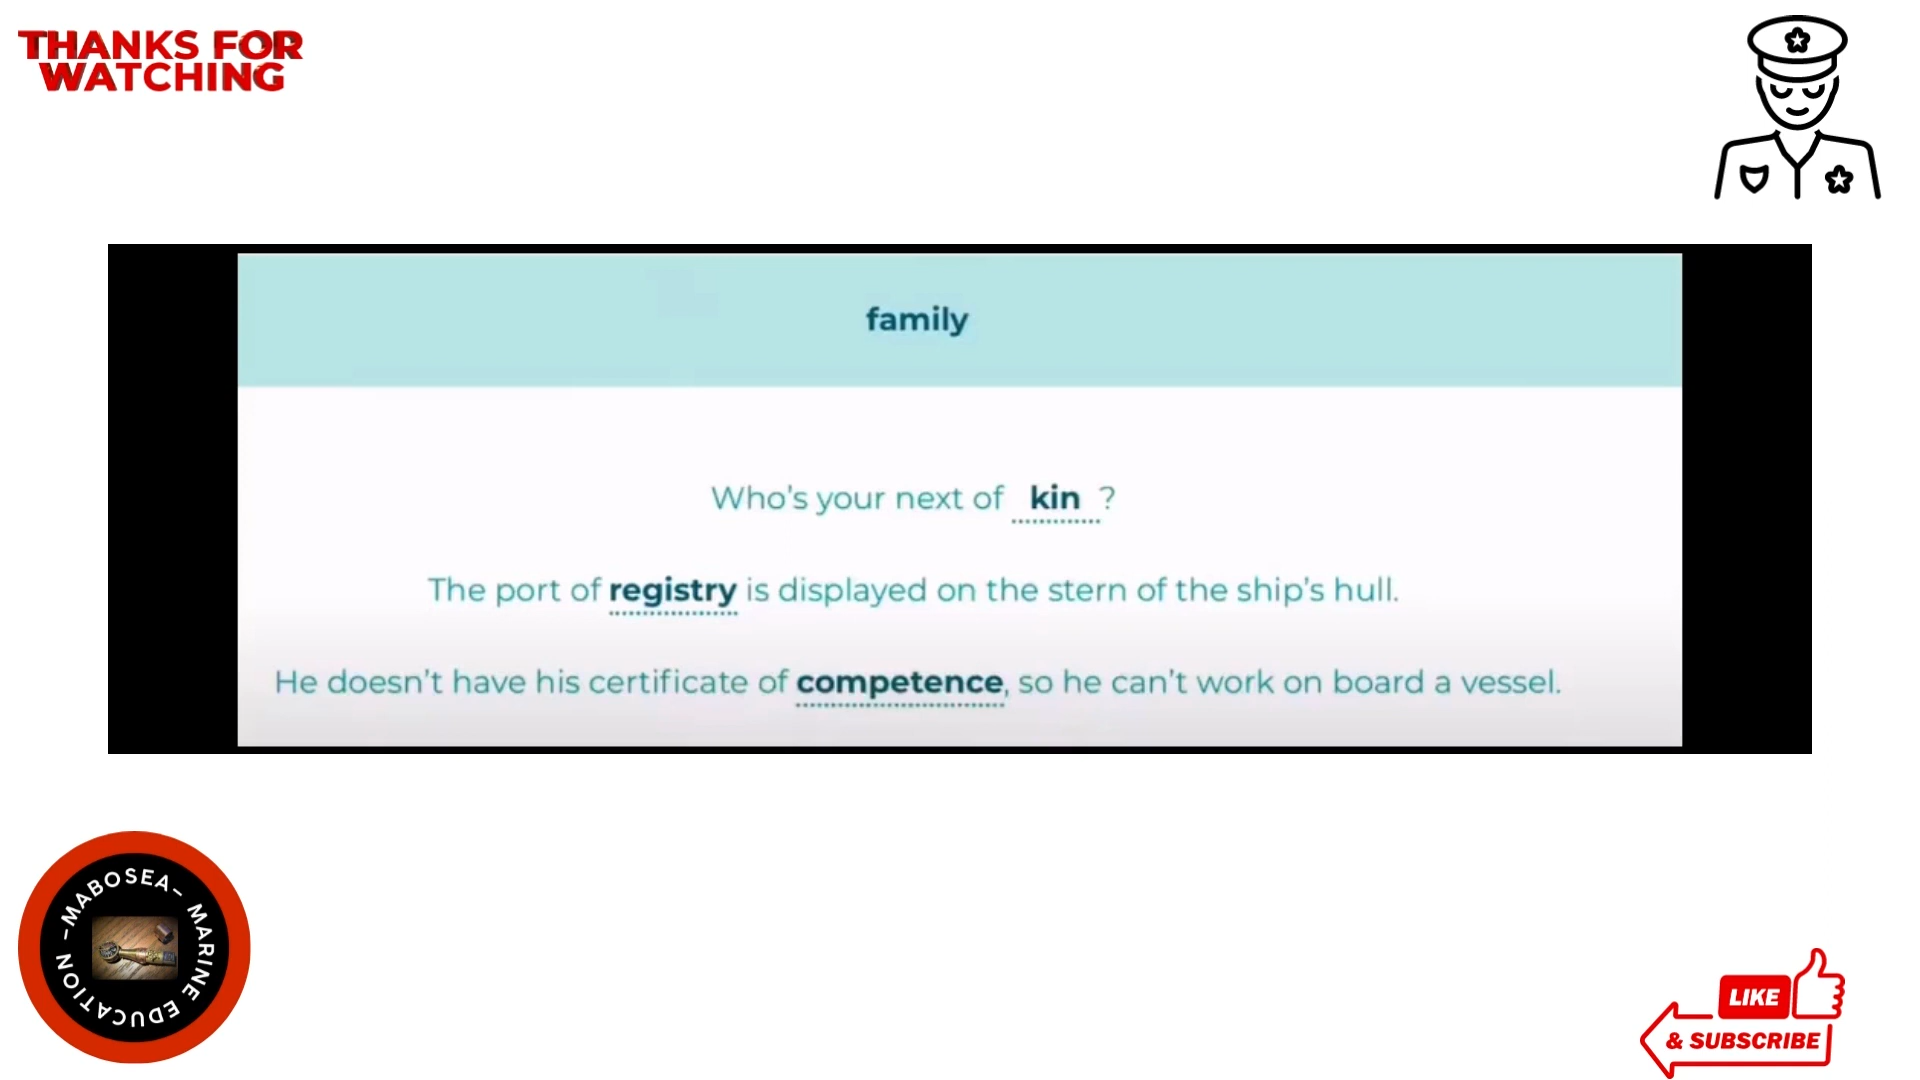 THANKS FOR
WATCHING
family
Who's your next of kin ?
The port of registry is displayed on the stern of the ship's hull.
He doesn't have his certificate of competence, so he can't work on board a vessel.
-MABOSEA- MARINE EDUCATION
LIKE
& SUBSCRIBE